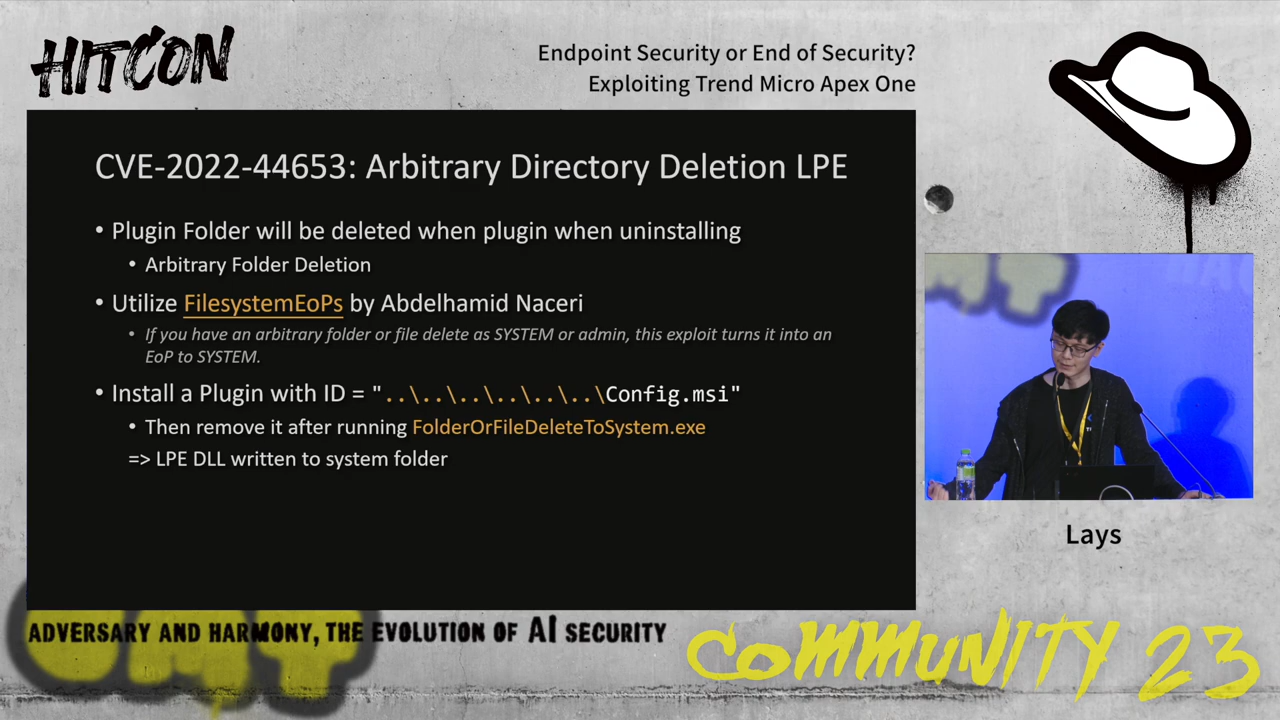 HITCON
Endpoint Security or End of Security?
Exploiting Trend Micro Apex One
CVE-2022-44653: Arbitrary Directory Deletion LPE
• Plugin Folder will be deleted when plugin when uninstalling
• Arbitrary Folder Deletion
• Utilize FilesystemEoPs by Abdelhamid Naceri
• If you have an arbitrary folder or file delete as SYSTEM or admin, this exploit turns it into an
EoP to SYSTEM.
• Install a Plugin with ID = "..\..\..\..\..\..\Config.msi"
• Then remove it after running FolderOrFileDeleteToSystem.exe
=> LPE DLL written to system folder
Lays
ADVERSARY AND HARMONY, THE EVOLUTION OF AI SECURITY
COMMUNITY 23